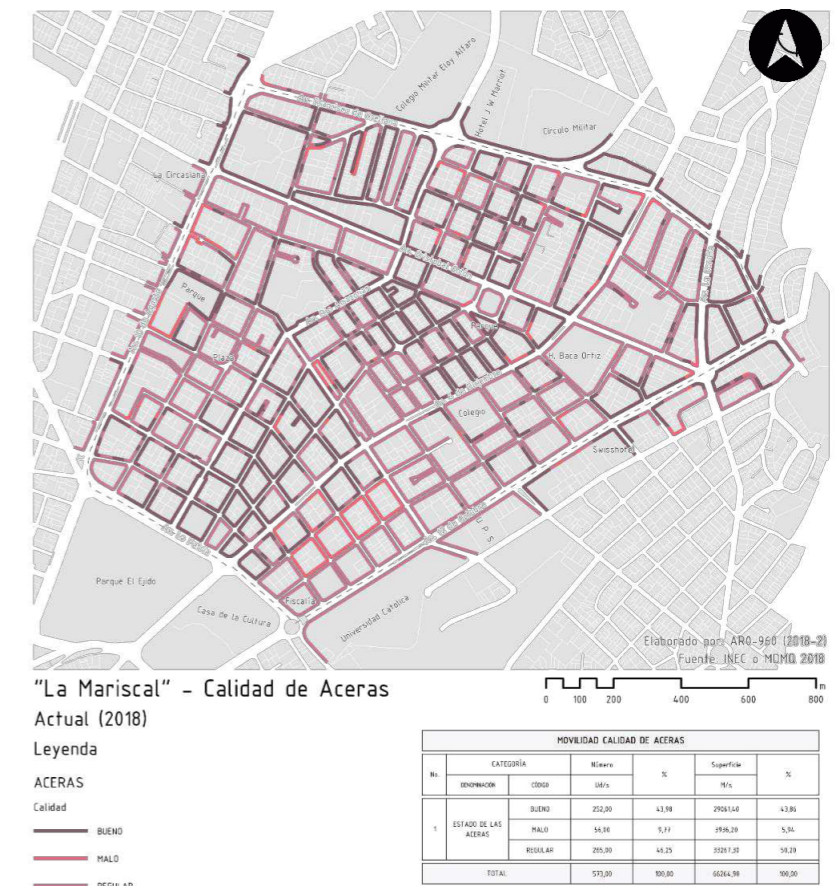 Colegio Militar Eloy Alfaro
Hotel J W Marriot
Círculo Militar
La Circasiana
Parque
Plaza
Parque
H. Baca Ortiz
Colegio
Swisshotel
U P S
Parque El Ejido
Casa de la Cultura
Fiscalía
Universidad Catolica
Elaborado por: ARQ-960 (2018-2)
Fuente: INEC o MDMQ 2018
"La Mariscal" - Calidad de Aceras
Actual (2018)
Leyenda
ACERAS
Calidad
BUENO
MALO
REGULAR
0 100 200 400 600 800 m
MOVILIDAD CALIDAD DE ACERAS
No. CATEGORÍA Número % Superficie %
DENOMINACIÓN CÓDIGO Ud/s M/s
1 ESTADO DE LAS ACERAS
BUENO 252,00 43,98 29061,40 43,86
MALO 56,00 9,77 3936,20 5,94
REGULAR 265,00 46,25 33267,30 50,20
TOTAL 573,00 100,00 66264,90 100,00